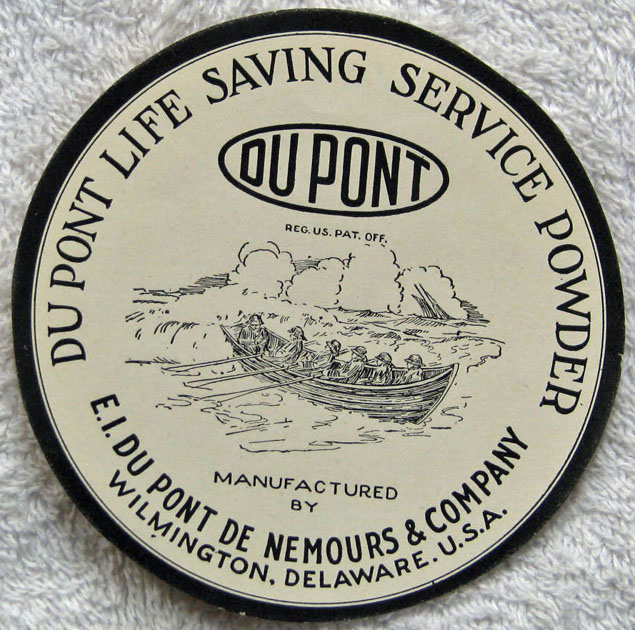 DU PONT LIFE SAVING SERVICE POWDER
DU PONT
REG. US. PAT. OFF.
MANUFACTURED
BY
E.I. DU PONT DE NEMOURS & COMPANY
WILMINGTON, DELAWARE. U.S.A.